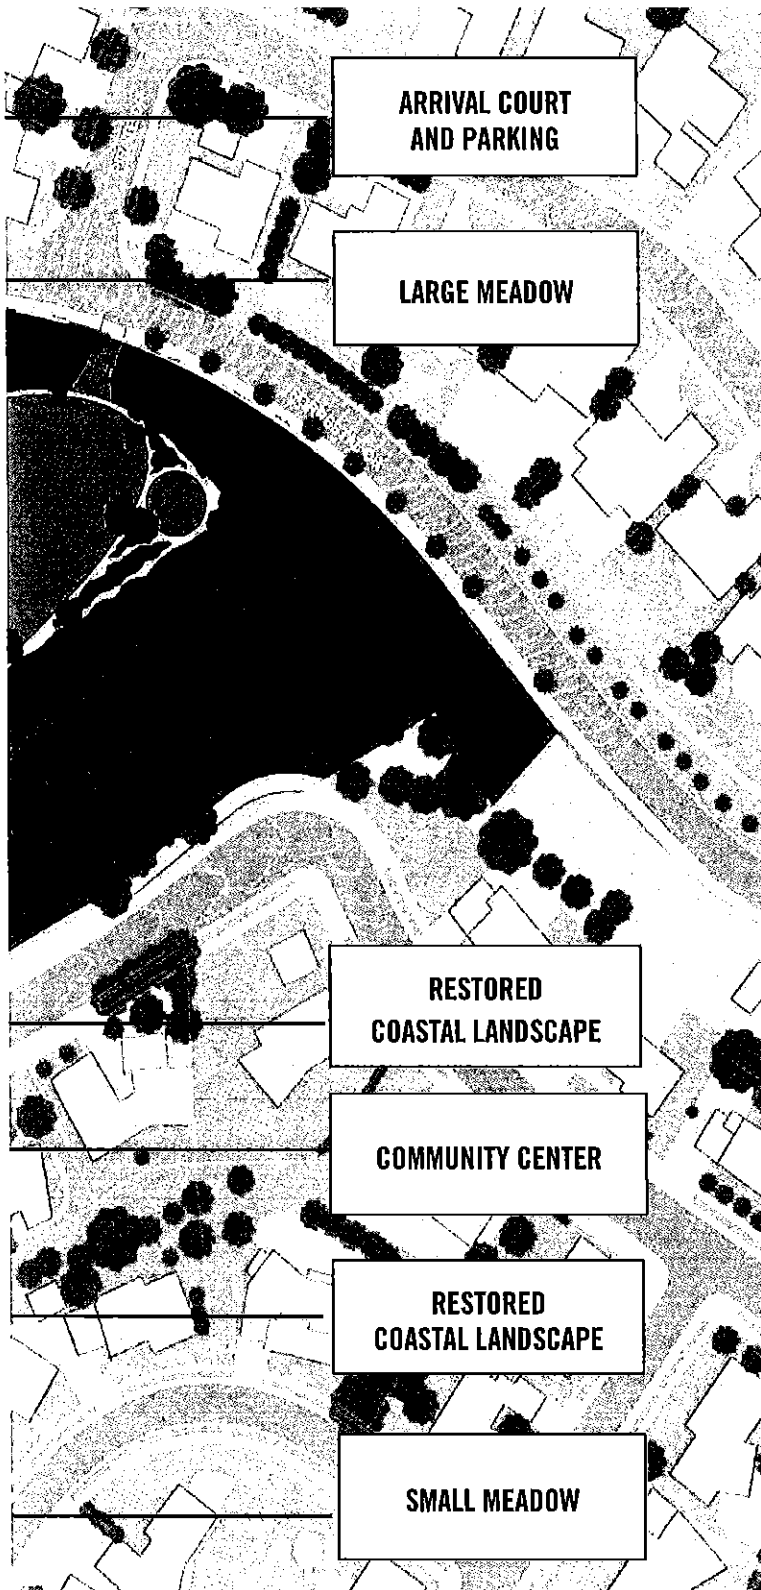 ARRIVAL COURT
AND PARKING
LARGE MEADOW
RESTORED
COASTAL LANDSCAPE
COMMUNITY CENTER
RESTORED
COASTAL LANDSCAPE
SMALL MEADOW